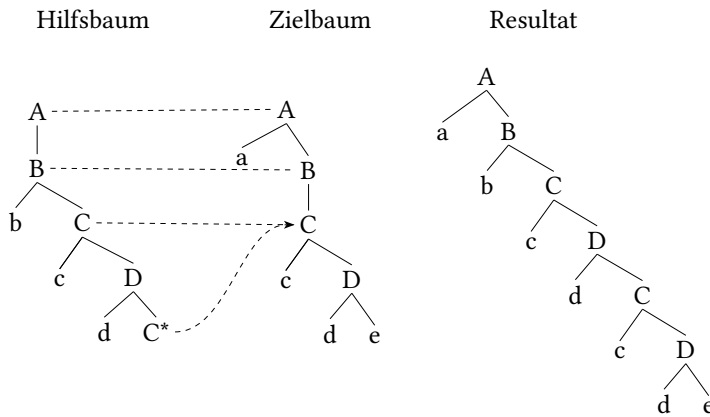 Hilfsbaum Zielbaum Resultat
A
A A
a
a B
B B
b
b C C C
c D
c D c D
d C
d C* d e
c D
d e